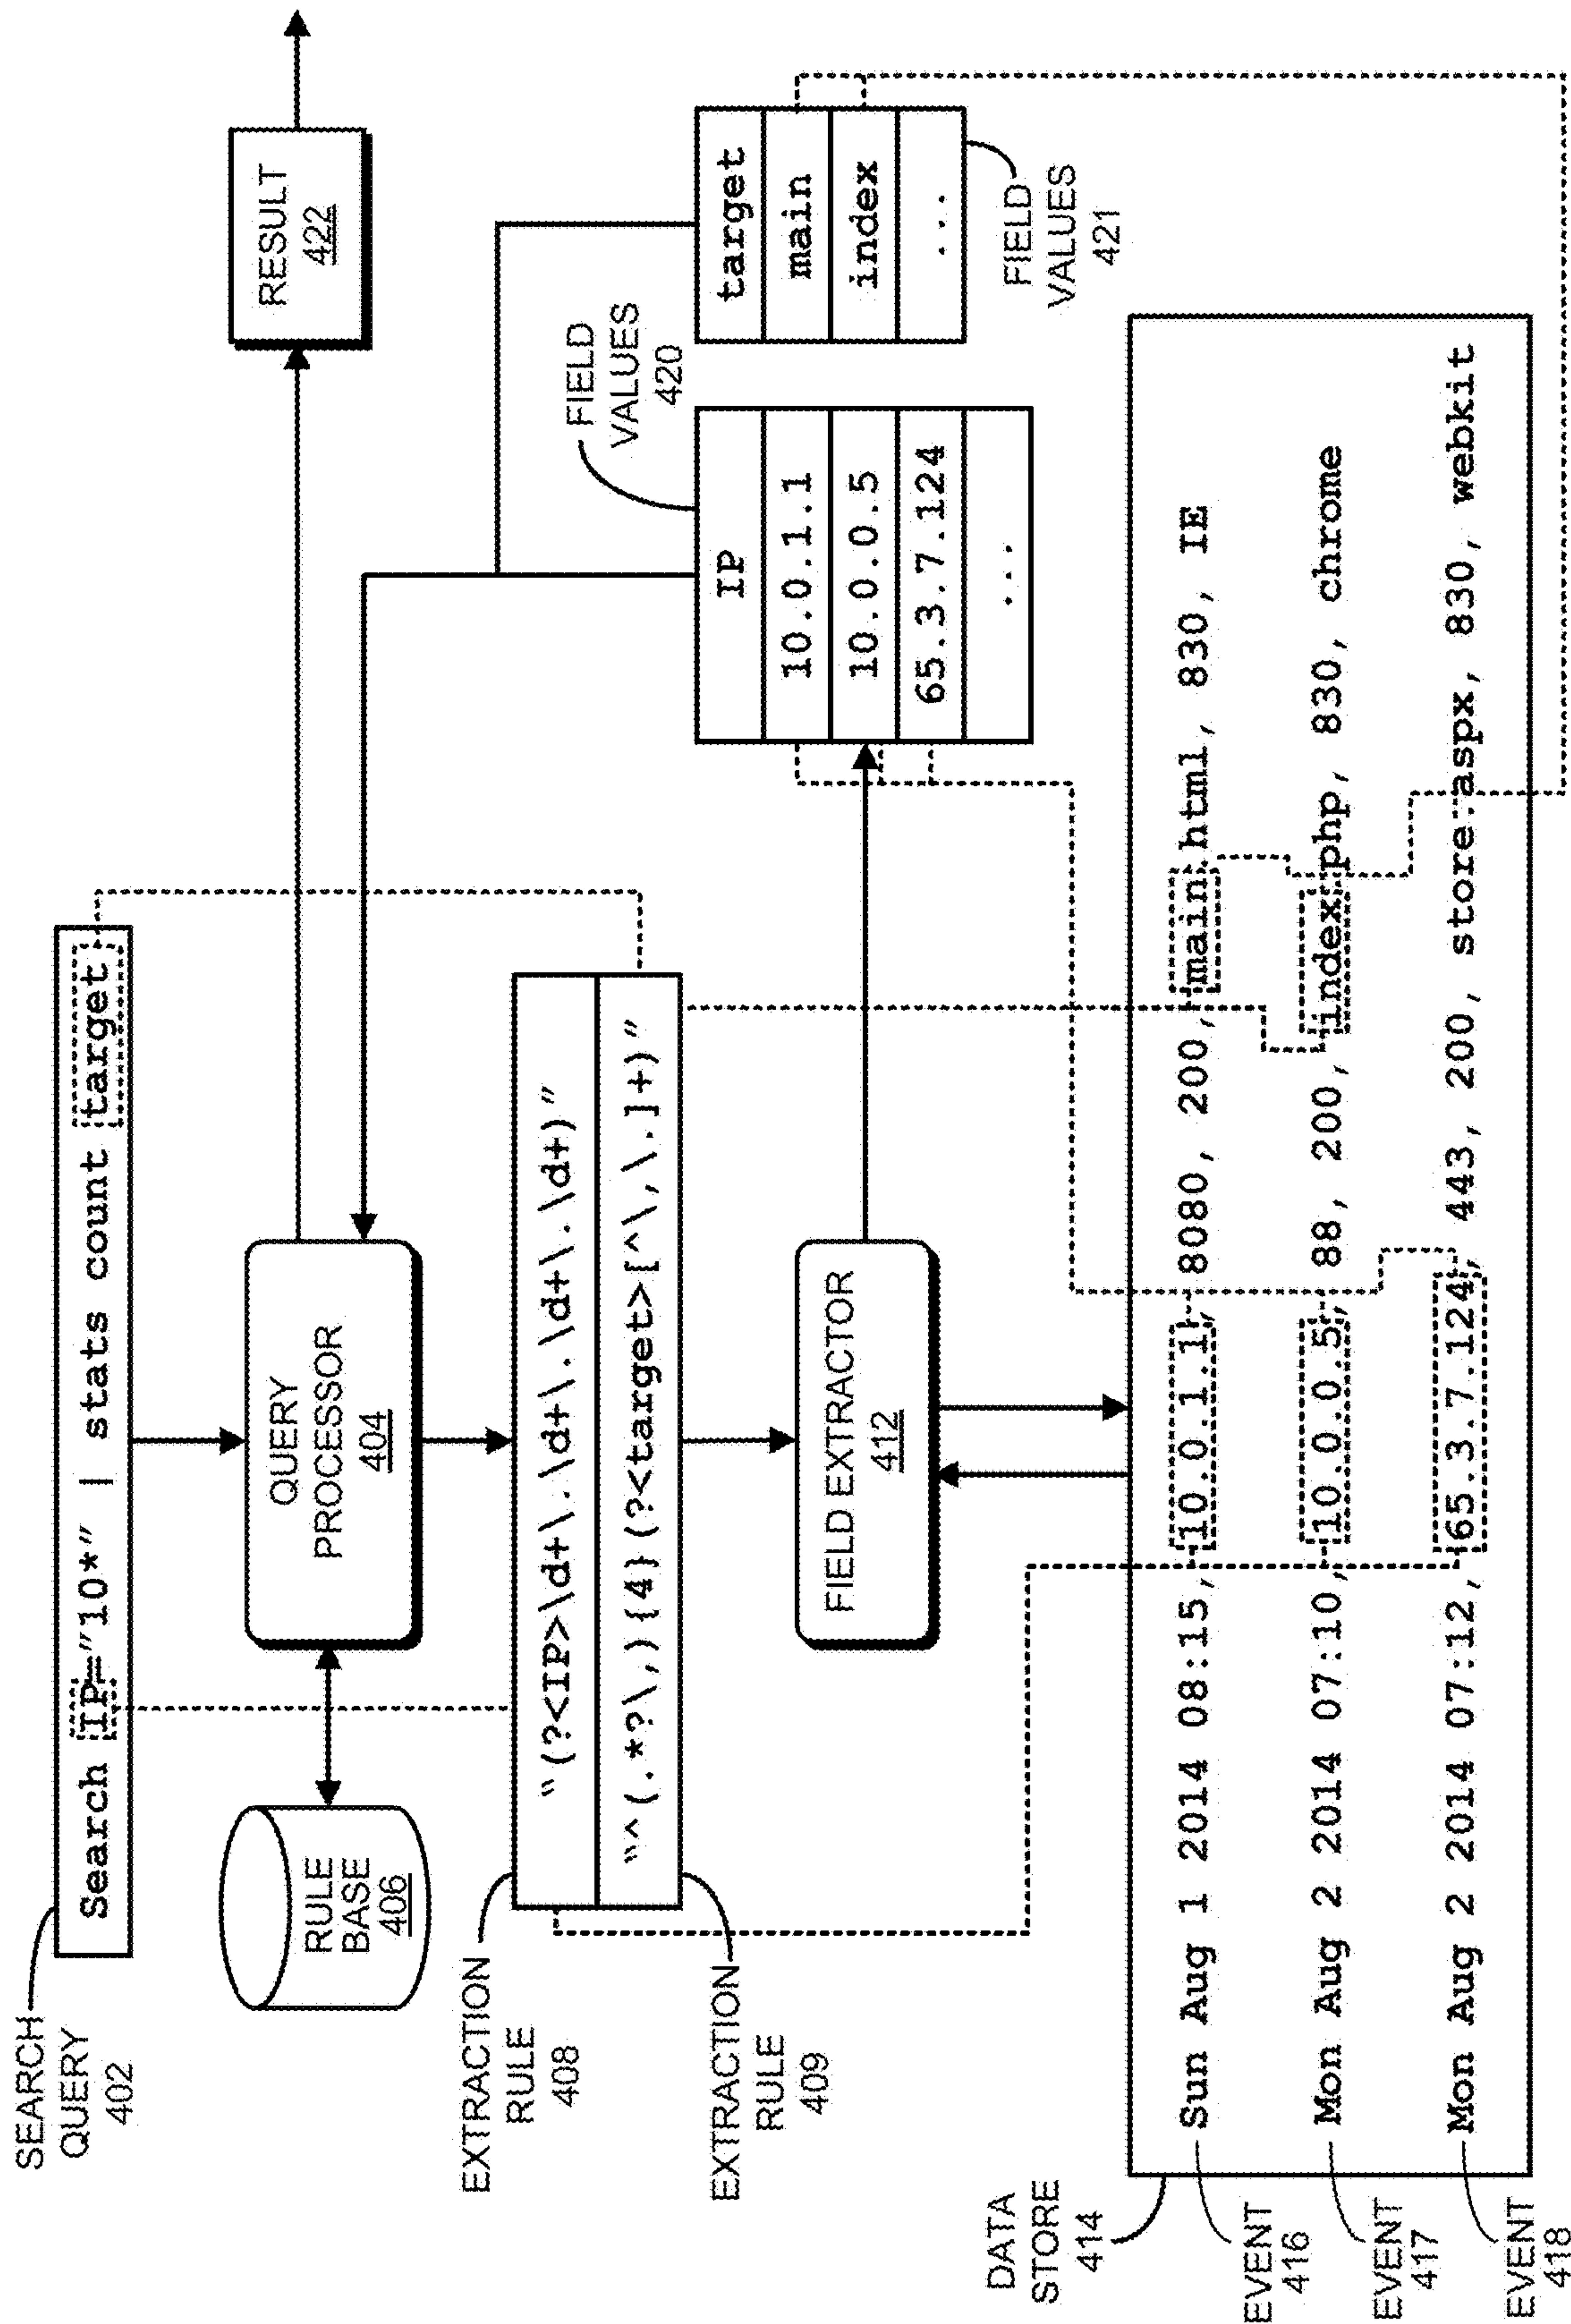 SEARCH
QUERY
402
Search IP="10*" | stats count target
RULE
BASE
406
QUERY
PROCESSOR
404
RESULT
422
EXTRACTION
RULE
408
"(?<IP>\d+\.\d+\.\d+\.\d+)"
EXTRACTION
RULE
409
"^(.*?\,){4}(?<target>[^\,\.]+)"
FIELD EXTRACTOR
412
FIELD
VALUES
420
IP
10.0.1.1
10.0.0.5
65.3.7.124
...
target
main
index
...
FIELD
VALUES
421
DATA
STORE
414
EVENT
416
Sun Aug 1 2014 08:15, 10.0.1.1, 8080, 200, main.html, 830, IE
EVENT
417
Mon Aug 2 2014 07:10, 10.0.0.5, 88, 200, index.php, 830, chrome
EVENT
418
Mon Aug 2 2014 07:12, 65.3.7.124, 443, 200, store.aspx, 830, webkit